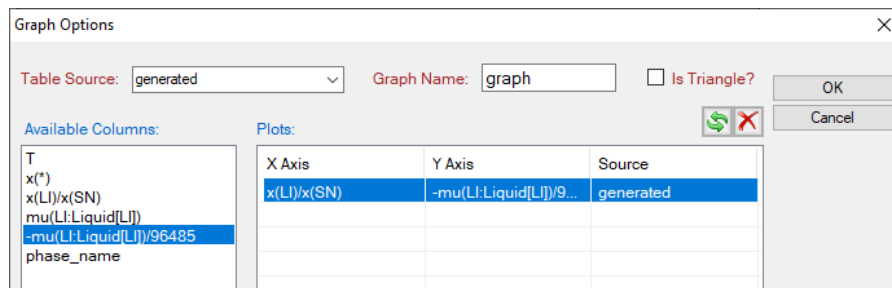 Graph Options
Table Source: generated Graph Name: graph Is Triangle? OK
Cancel
Available Columns: Plots:
T
x(*)
x(LI)/x(SN)
mu(LI:Liquid[LI])
-mu(LI:Liquid[LI])/96485
phase_name
X Axis Y Axis Source
x(LI)/x(SN) -mu(LI:Liquid[LI])/9... generated